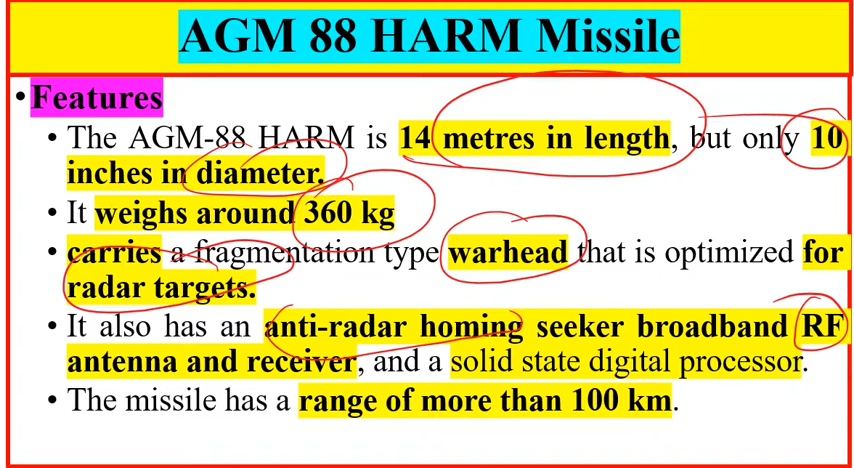 AGM 88 HARM Missile
• Features
• The AGM-88 HARM is 14 metres in length, but only 10
inches in diameter.
• It weighs around 360 kg
• carries a fragmentation type warhead that is optimized for
radar targets.
• It also has an anti-radar homing seeker broadband RF
antenna and receiver, and a solid state digital processor.
• The missile has a range of more than 100 km.